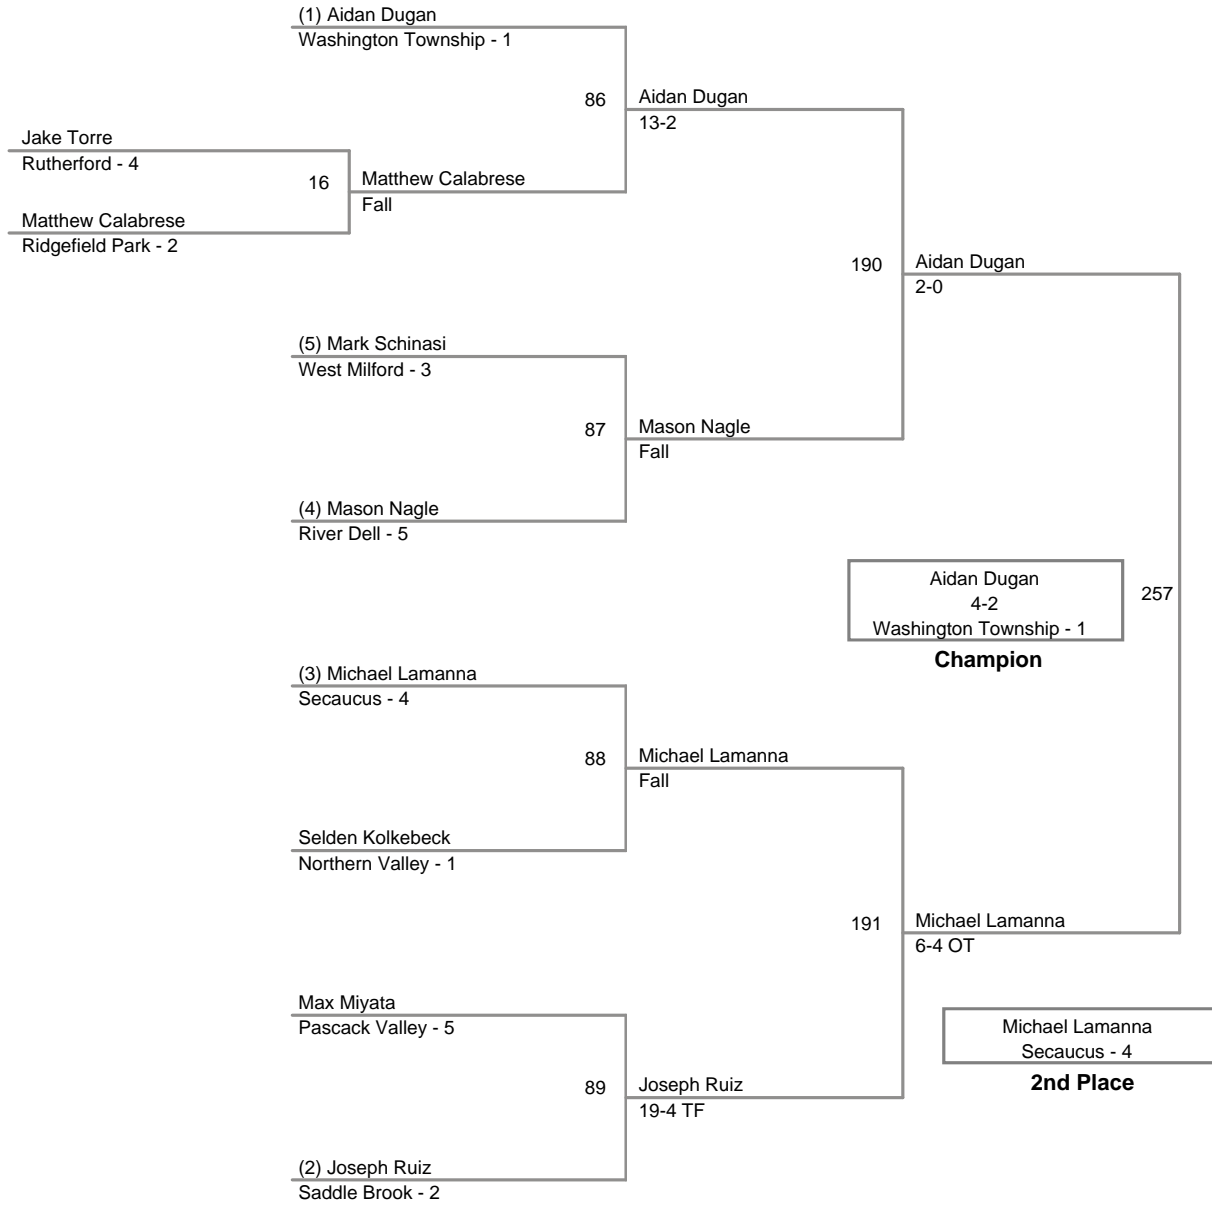 (1) Aidan Dugan
Washington Township - 1
86
Aidan Dugan
13-2
Jake Torre
Rutherford - 4
16
Matthew Calabrese
Fall
Matthew Calabrese
Ridgefield Park - 2
190
Aidan Dugan
2-0
(5) Mark Schinasi
West Milford - 3
87
Mason Nagle
Fall
(4) Mason Nagle
River Dell - 5
Aidan Dugan
4-2
Washington Township - 1
Champion
257
(3) Michael Lamanna
Secaucus - 4
88
Michael Lamanna
Fall
Selden Kolkebeck
Northern Valley - 1
191
Michael Lamanna
6-4 OT
Max Miyata
Pascack Valley - 5
Michael Lamanna
Secaucus - 4
2nd Place
89
Joseph Ruiz
19-4 TF
(2) Joseph Ruiz
Saddle Brook - 2